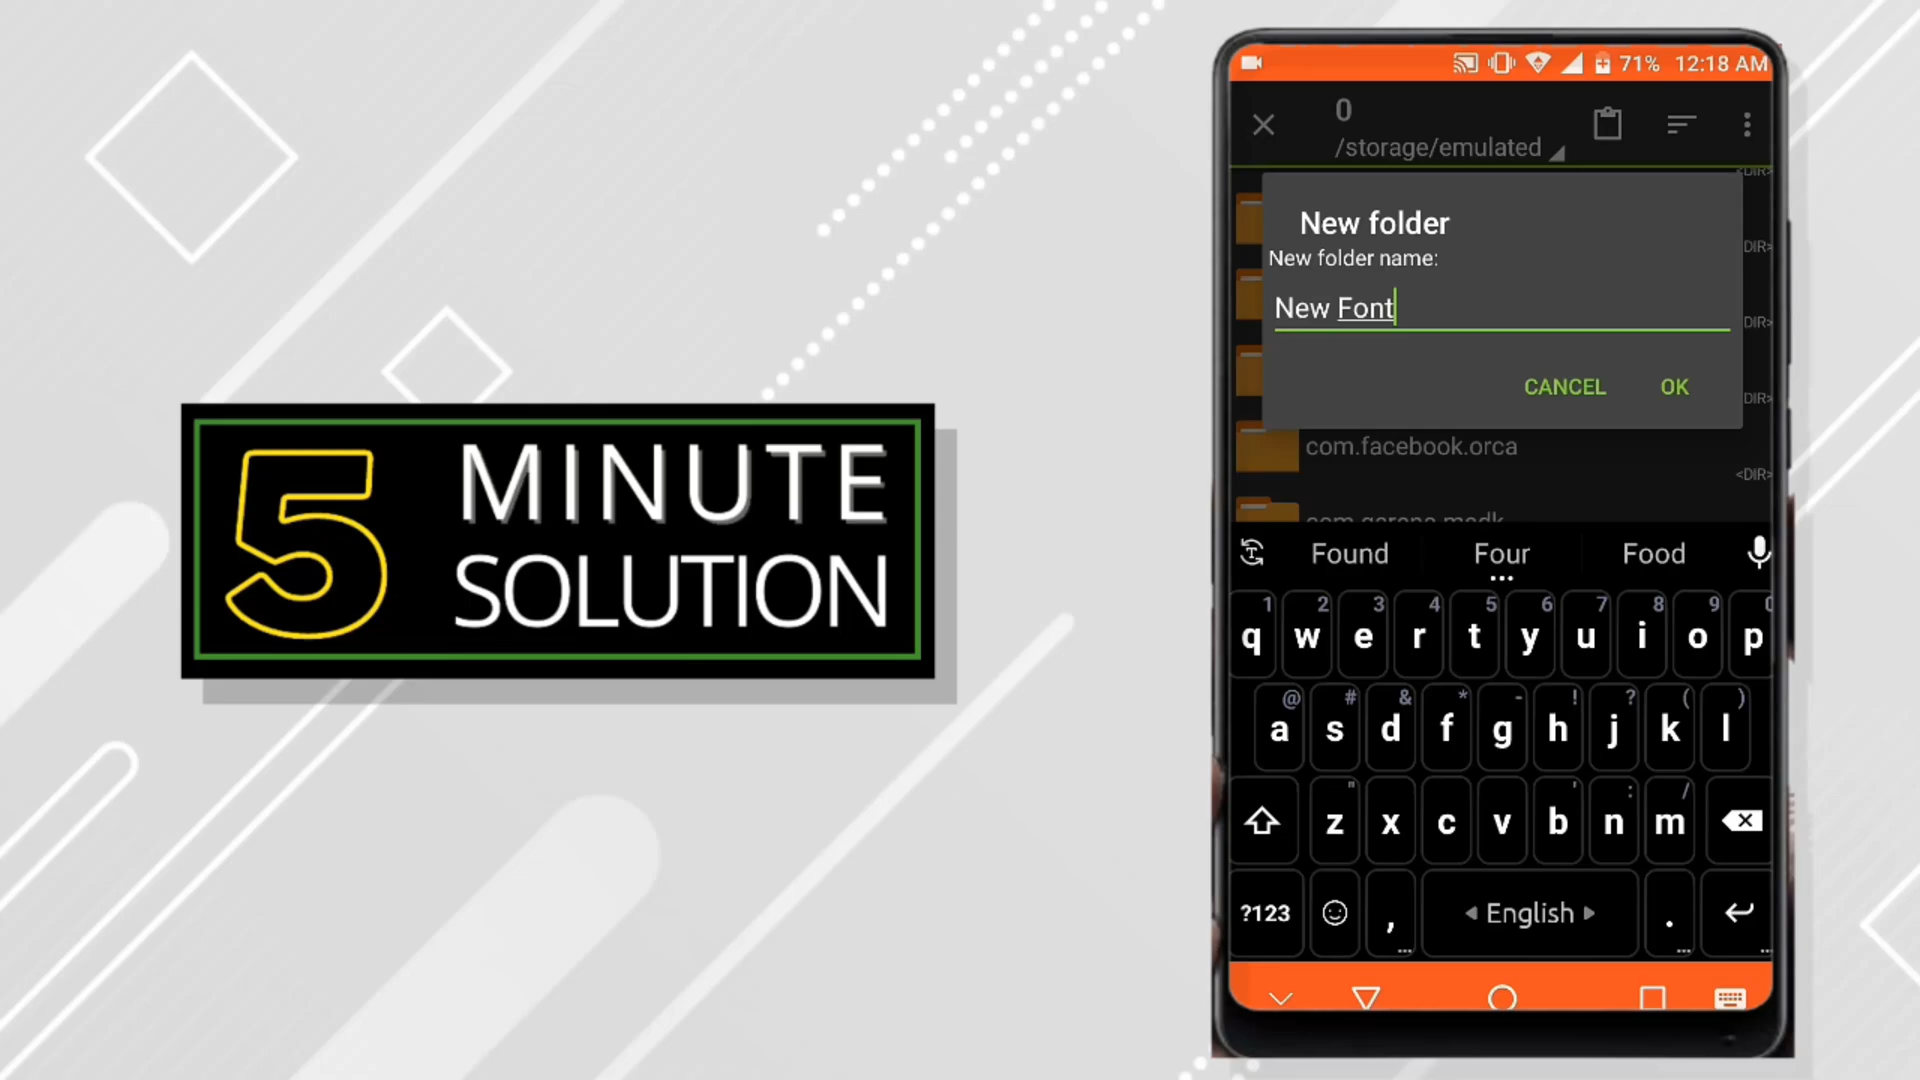 5 MINUTE
SOLUTION
71% 12:18 AM
0
/storage/emulated
New folder
New folder name:
New Font
CANCEL OK
com.facebook.orca
<DIR>
Found Four Food
1 2 3 4 5 6 7 8 9 0
q w e r t y u i o p
@ # & * - ! ? ( )
a s d f g h j k l
" ' : /
z x c v b n m
?123 , English .